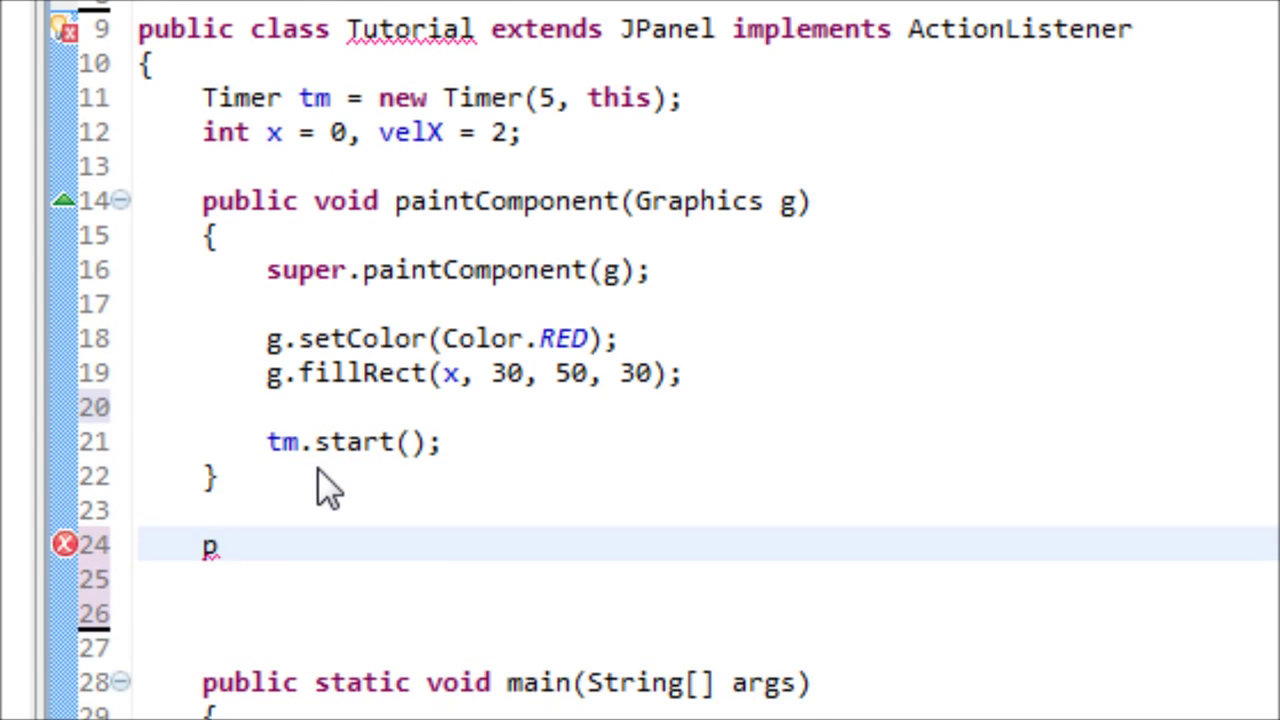 9 public class Tutorial extends JPanel implements ActionListener
10 {
11 Timer tm = new Timer(5, this);
12 int x = 0, velX = 2;
13
14 public void paintComponent(Graphics g)
15 {
16 super.paintComponent(g);
17
18 g.setColor(Color.RED);
19 g.fillRect(x, 30, 50, 30);
20
21 tm.start();
22 }
23
24 p
25
26
27
28 public static void main(String[] args)
29 {